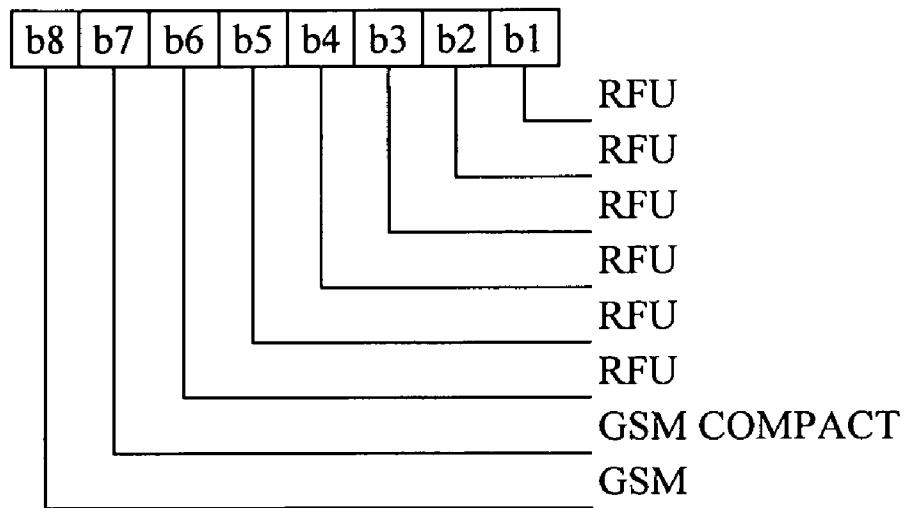 b8 b7 b6 b5 b4 b3 b2 b1
RFU
RFU
RFU
RFU
RFU
RFU
GSM COMPACT
GSM